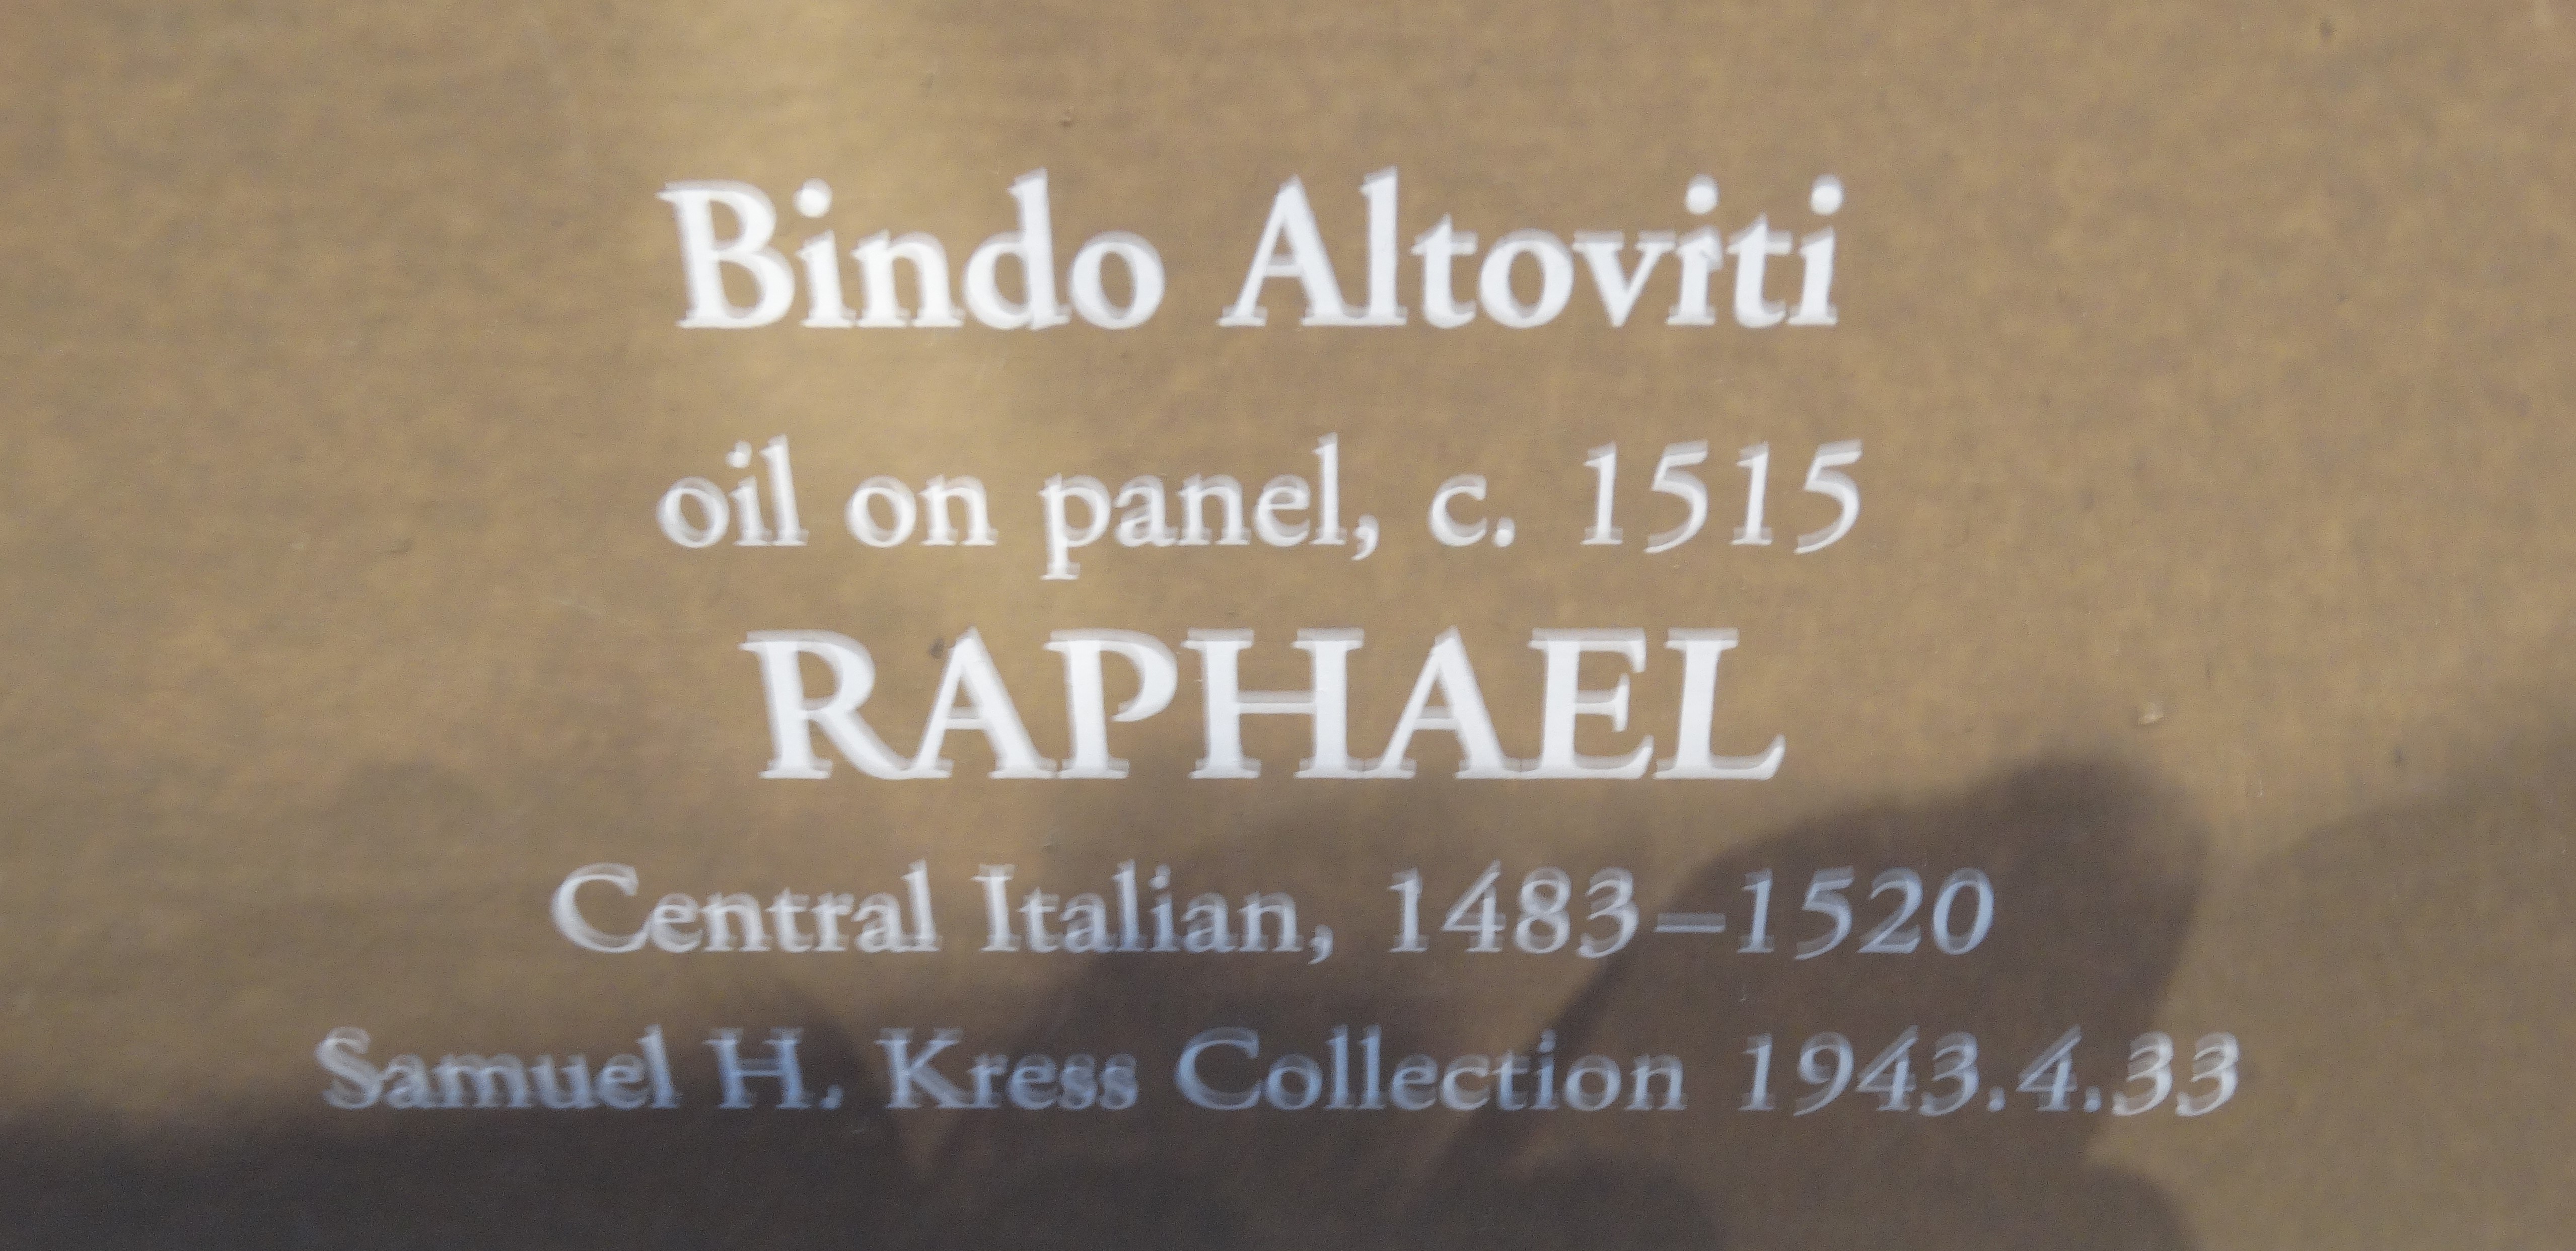 Bindo Altoviti
oil on panel, c. 1515
RAPHAEL
Central Italian, 1483–1520
Samuel H. Kress Collection 1943.4.33